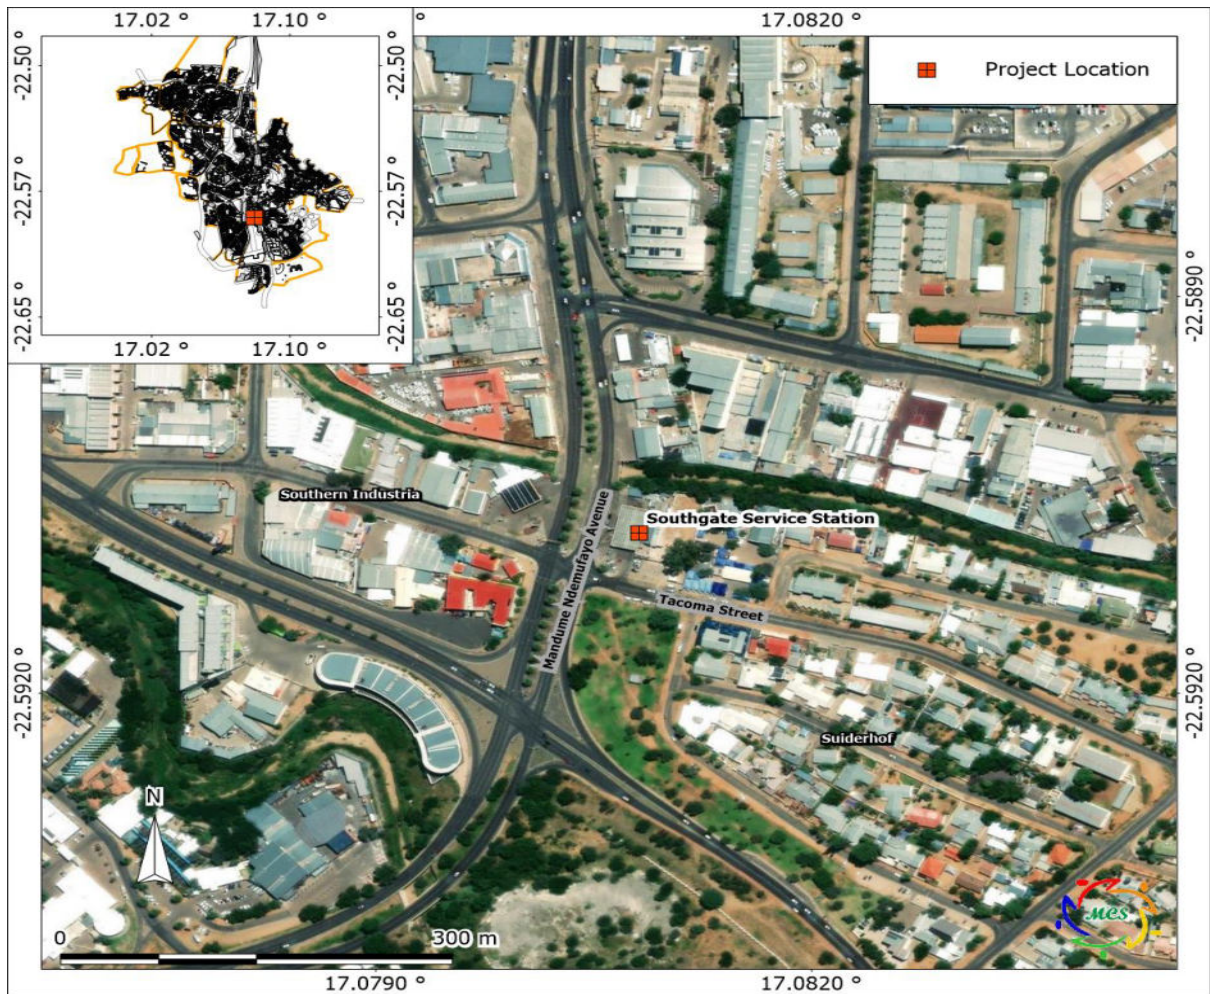 17.02 °
17.10 °
°
17.0820 °
-22.50 °
-22.50 °
Project Location
-22.57 °
-22.57 °
-22.5890 °
-22.65 °
-22.65 °
17.02 °
17.10 °
Southern Industria
Mandume Ndemufayo Avenue
Southgate Service Station
Tacoma Street
-22.5920 °
-22.5920 °
Suiderhof
N
MCS
0
300 m
17.0790 °
17.0820 °